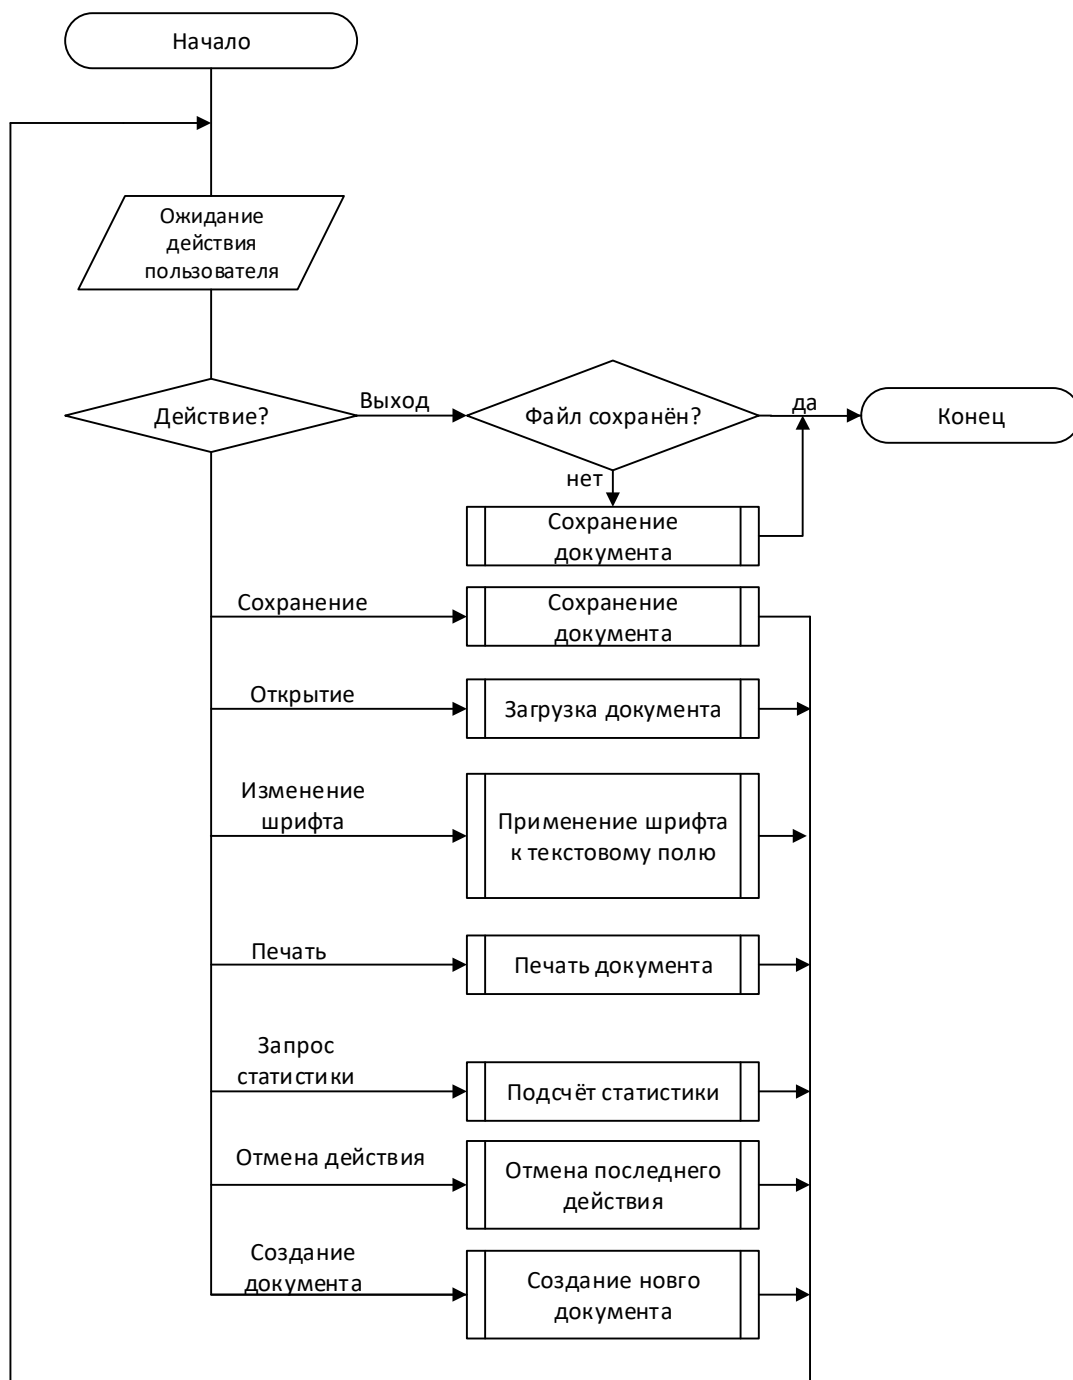 Начало
Ожидание
действия
пользователя
Действие?
Выход
Файл сохранён?
да
Конец
нет
Сохранение
документа
Сохранение
Сохранение
документа
Открытие
Загрузка документа
Изменение
шрифта
Применение шрифта
к текстовому полю
Печать
Печать документа
Запрос
статистики
Подсчёт статистики
Отмена действия
Отмена последнего
действия
Создание
документа
Создание новго
документа